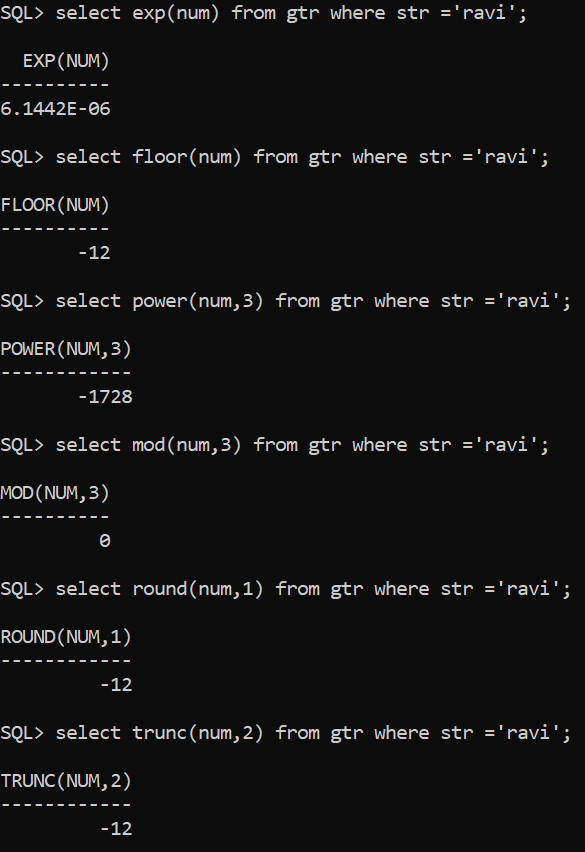 SQL> select exp(num) from gtr where str ='ravi';
  EXP(NUM)
----------
6.1442E-06
SQL> select floor(num) from gtr where str ='ravi';
FLOOR(NUM)
----------
       -12
SQL> select power(num,3) from gtr where str ='ravi';
POWER(NUM,3)
------------
       -1728
SQL> select mod(num,3) from gtr where str ='ravi';
MOD(NUM,3)
----------
         0
SQL> select round(num,1) from gtr where str ='ravi';
ROUND(NUM,1)
------------
         -12
SQL> select trunc(num,2) from gtr where str ='ravi';
TRUNC(NUM,2)
------------
         -12